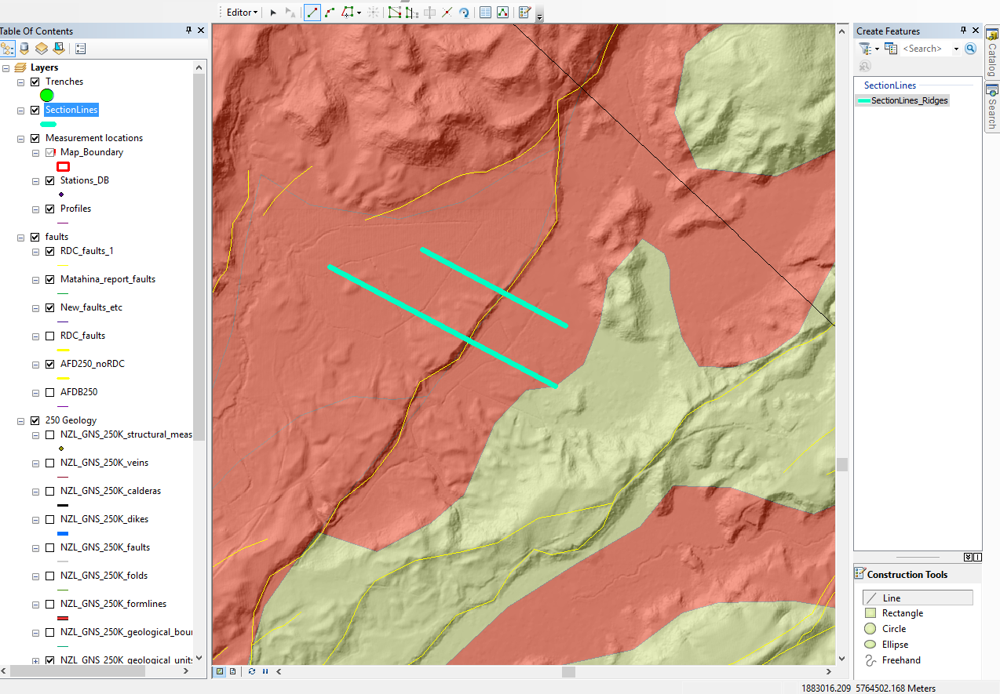 Editor
Table Of Contents
Layers
Trenches
SectionLines
Measurement locations
Map_Boundary
Stations_DB
Profiles
faults
RDC_faults_1
Matahina_report_faults
New_faults_etc
RDC_faults
AFD250_noRDC
AFDB250
250 Geology
NZL_GNS_250K_structural_meas
NZL_GNS_250K_veins
NZL_GNS_250K_calderas
NZL_GNS_250K_dikes
NZL_GNS_250K_faults
NZL_GNS_250K_folds
NZL_GNS_250K_formlines
NZL_GNS_250K_geological_bour
NZL_GNS_250K_geological_units
Create Features
<Search>
SectionLines
SectionLines_Ridges
Construction Tools
Line
Rectangle
Circle
Ellipse
Freehand
Catalog
Search
1883016.209 5764502.168 Meters